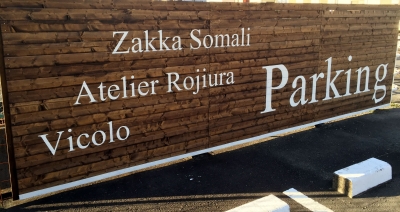 Zakka Somali
Atelier Rojiura
Vicolo
Parking